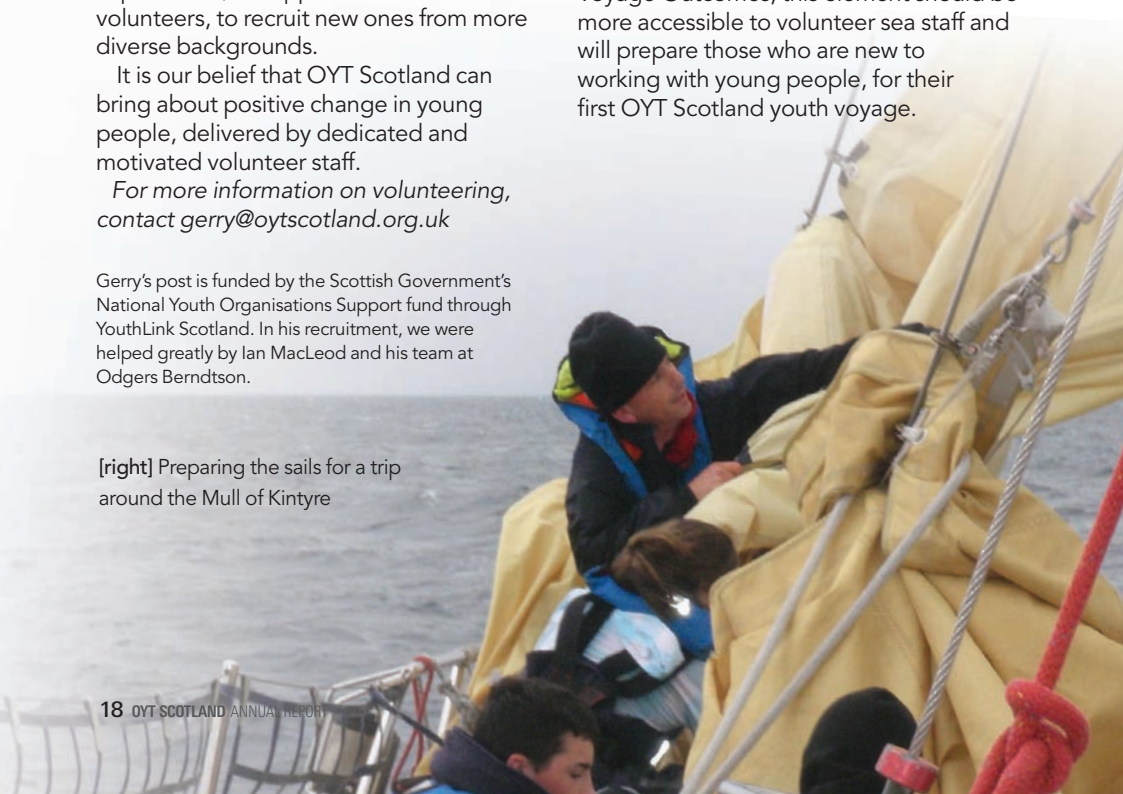 volunteers, to recruit new ones from more
diverse backgrounds.
It is our belief that OYT Scotland can
bring about positive change in young
people, delivered by dedicated and
motivated volunteer staff.
For more information on volunteering,
contact gerry@oytscotland.org.uk
Gerry's post is funded by the Scottish Government's
National Youth Organisations Support fund through
YouthLink Scotland. In his recruitment, we were
helped greatly by Ian MacLeod and his team at
Odgers Berndtson.
[right] Preparing the sails for a trip
around the Mull of Kintyre
more accessible to volunteer sea staff and
will prepare those who are new to
working with young people, for their
first OYT Scotland youth voyage.
18 OYT SCOTLAND ANNUAL REPORT